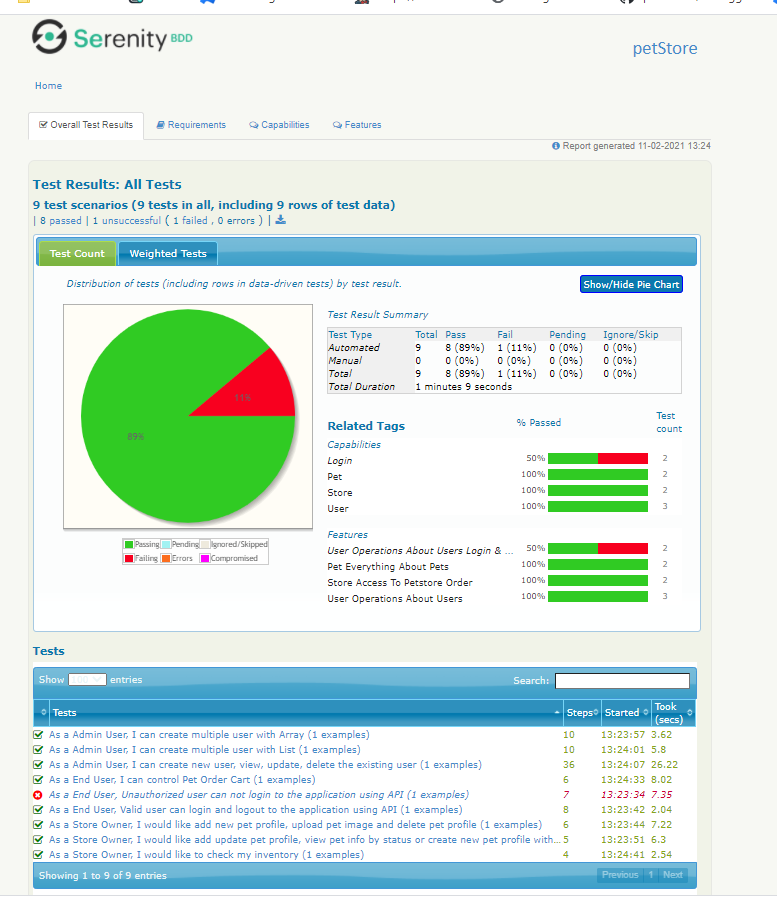 Serenity BDD
petStore
Home
Overall Test Results Requirements Capabilities Features
Report generated 11-02-2021 13:24
Test Results: All Tests
9 test scenarios (9 tests in all, including 9 rows of test data)
| 8 passed | 1 unsuccessful ( 1 failed , 0 errors ) |
Test Count Weighted Tests
Distribution of tests (including rows in data-driven tests) by test result.
Show/Hide Pie Chart
11%
89%
Passing Pending Ignored/Skipped
Failing Errors Compromised
Test Result Summary
Test Type Total Pass Fail Pending Ignore/Skip
Automated 9 8 (89%) 1 (11%) 0 (0%) 0 (0%)
Manual 0 0 (0%) 0 (0%) 0 (0%) 0 (0%)
Total 9 8 (89%) 1 (11%) 0 (0%) 0 (0%)
Total Duration 1 minutes 9 seconds
Related Tags % Passed Test count
Capabilities
Login 50% 2
Pet 100% 2
Store 100% 2
User 100% 3
Features
User Operations About Users Login & ... 50% 2
Pet Everything About Pets 100% 2
Store Access To Petstore Order 100% 2
User Operations About Users 100% 3
Tests
Show entries Search:
Tests Steps Started Took (secs)
As a Admin User, I can create multiple user with Array (1 examples) 10 13:23:57 3.62
As a Admin User, I can create multiple user with List (1 examples) 10 13:24:01 5.8
As a Admin User, I can create new user, view, update, delete the existing user (1 examples) 36 13:24:07 26.22
As a End User, I can control Pet Order Cart (1 examples) 6 13:24:33 8.02
As a End User, Unauthorized user can not login to the application using API (1 examples) 7 13:23:34 7.35
As a End User, Valid user can login and logout to the application using API (1 examples) 8 13:23:42 2.04
As a Store Owner, I would like add new pet profile, upload pet image and delete pet profile (1 examples) 6 13:23:44 7.22
As a Store Owner, I would like add update pet profile, view pet info by status or create new pet profile with... 5 13:23:51 6.3
As a Store Owner, I would like to check my inventory (1 examples) 4 13:24:41 2.54
Showing 1 to 9 of 9 entries Previous 1 Next